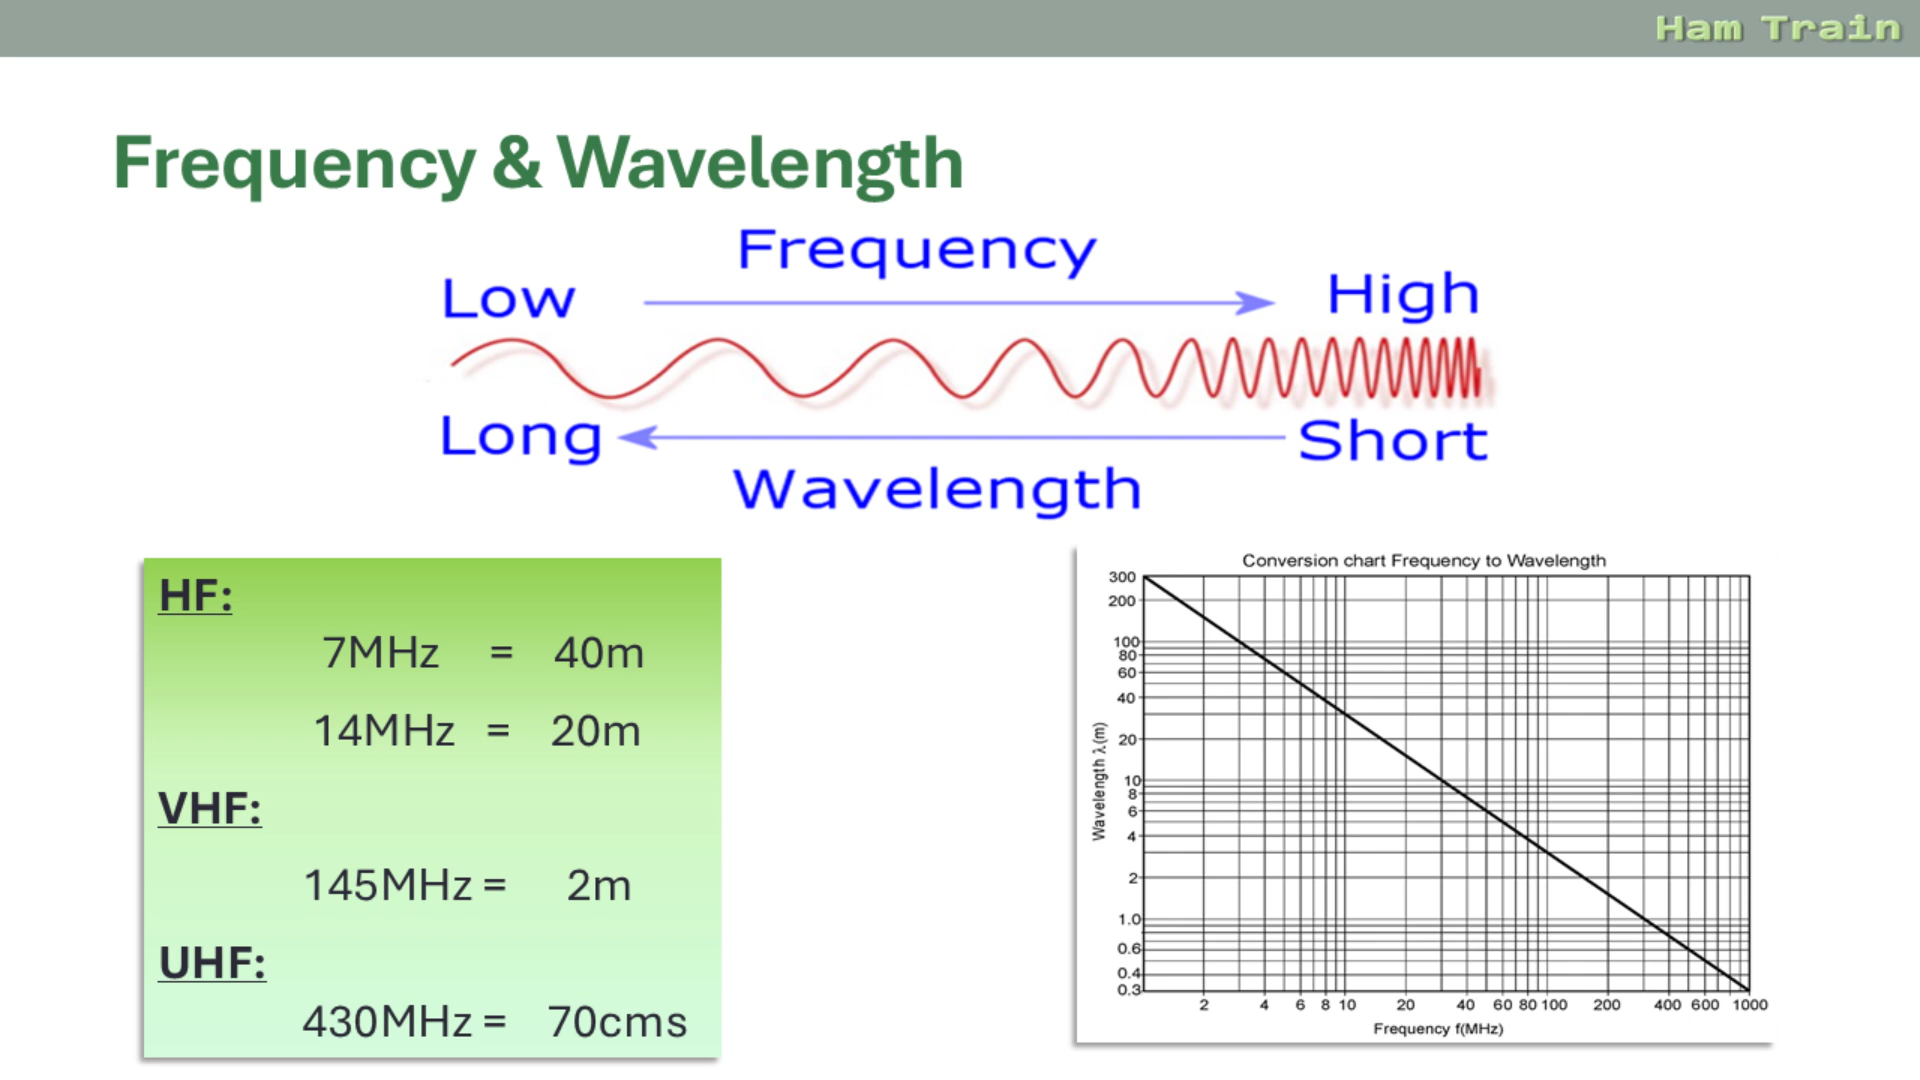 Ham Train
Frequency & Wavelength
Frequency
Low
High
Long
Short
Wavelength
HF:
7MHz = 40m
14MHz = 20m
VHF:
145MHz = 2m
UHF:
430MHz = 70cms
Conversion chart Frequency to Wavelength
300
200
100
80
60
40
20
10
8
6
4
2
1.0
0.6
0.4
0.3
Wavelength λ (m)
2 4 6 8 10 20 40 60 80 100 200 400 600 1000
Frequency f(MHz)